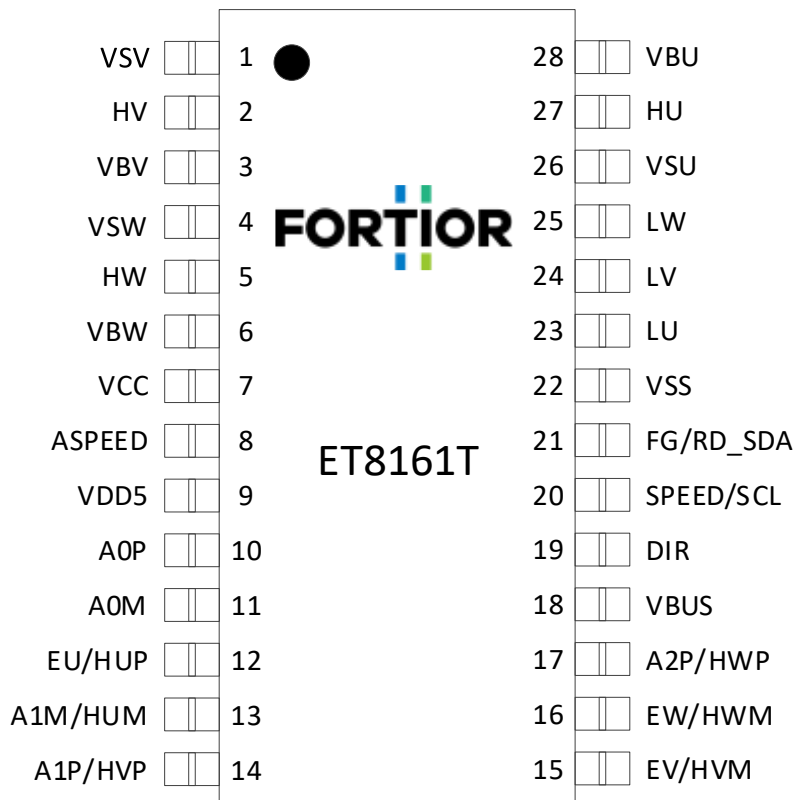 VSV 1 28 VBU
HV 2 27 HU
VBV 3 26 VSU
VSW 4 FORTIOR 25 LW
HW 5 24 LV
VBW 6 23 LU
VCC 7 22 VSS
ASPEED 8 ET8161T 21 FG/RD_SDA
VDD5 9 20 SPEED/SCL
A0P 10 19 DIR
A0M 11 18 VBUS
EU/HUP 12 17 A2P/HWP
A1M/HUM 13 16 EW/HWM
A1P/HVP 14 15 EV/HVM